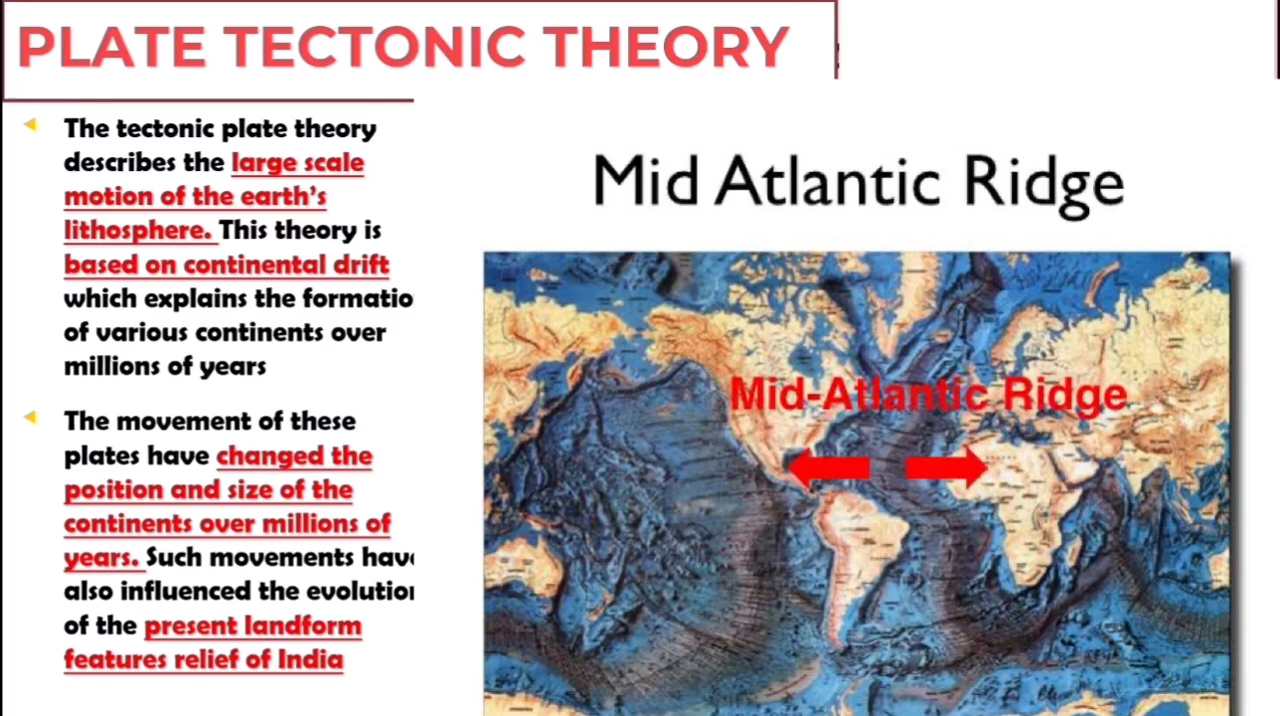 PLATE TECTONIC THEORY
The tectonic plate theory
describes the large scale
motion of the earth's
lithosphere. This theory is
based on continental drift
which explains the formatio
of various continents over
millions of years
The movement of these
plates have changed the
position and size of the
continents over millions of
years. Such movements have
also influenced the evolution
of the present landform
features relief of India
Mid Atlantic Ridge
Mid-Atlantic Ridge